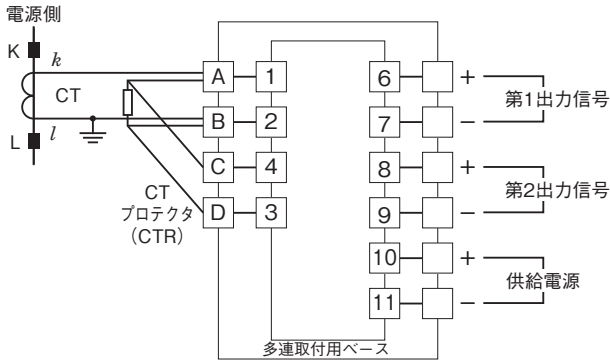 電源側
K
k
CT
L
l
A
1
B
2
C
4
D
3
CT
プロテクタ
(CTR)
6
+
7
−
第1出力信号
8
+
9
−
第2出力信号
10
+
11
−
供給電源
多連取付用ベース